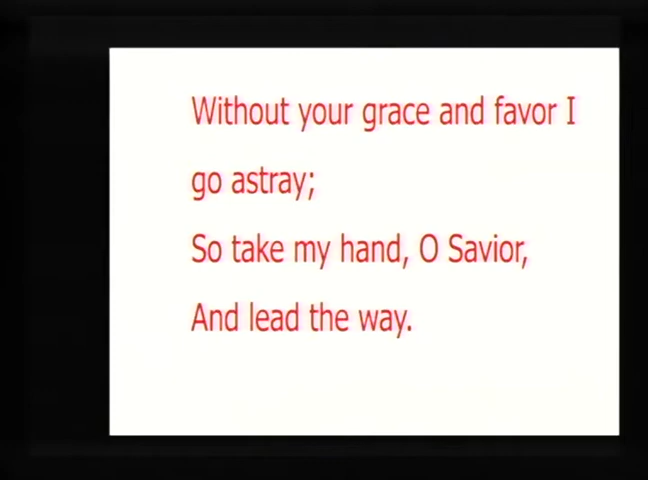 Without your grace and favor I
go astray;
So take my hand, O Savior,
And lead the way.